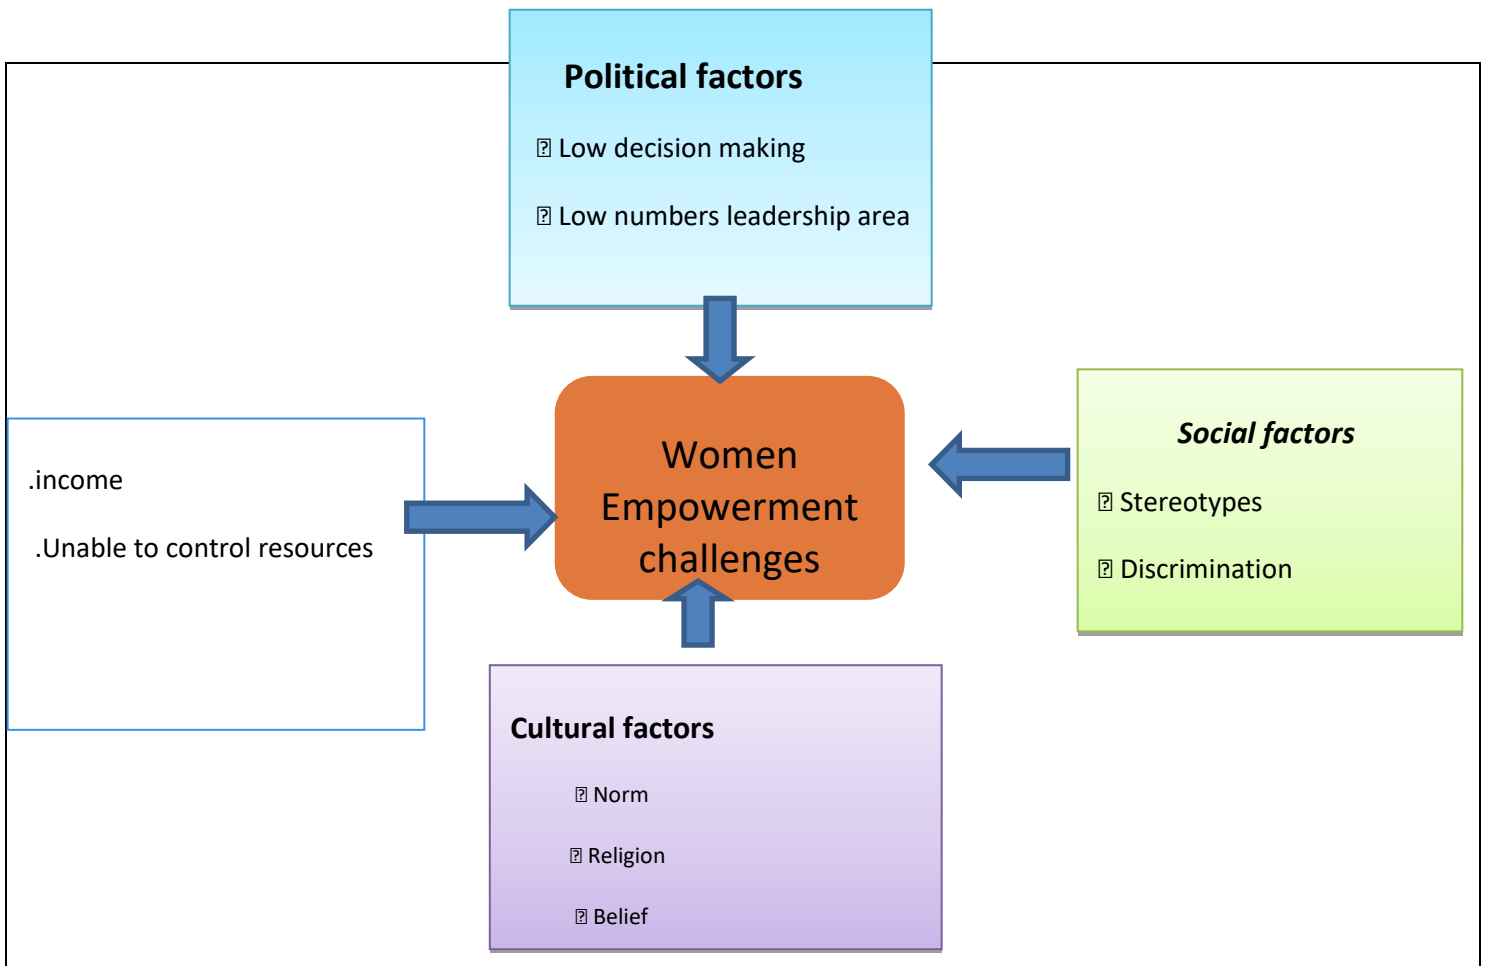 Political factors
⍰ Low decision making
⍰ Low numbers leadership area
Women
Empowerment
challenges
Social factors
⍰ Stereotypes
⍰ Discrimination
.income
.Unable to control resources
Cultural factors
⍰ Norm
⍰ Religion
⍰ Belief